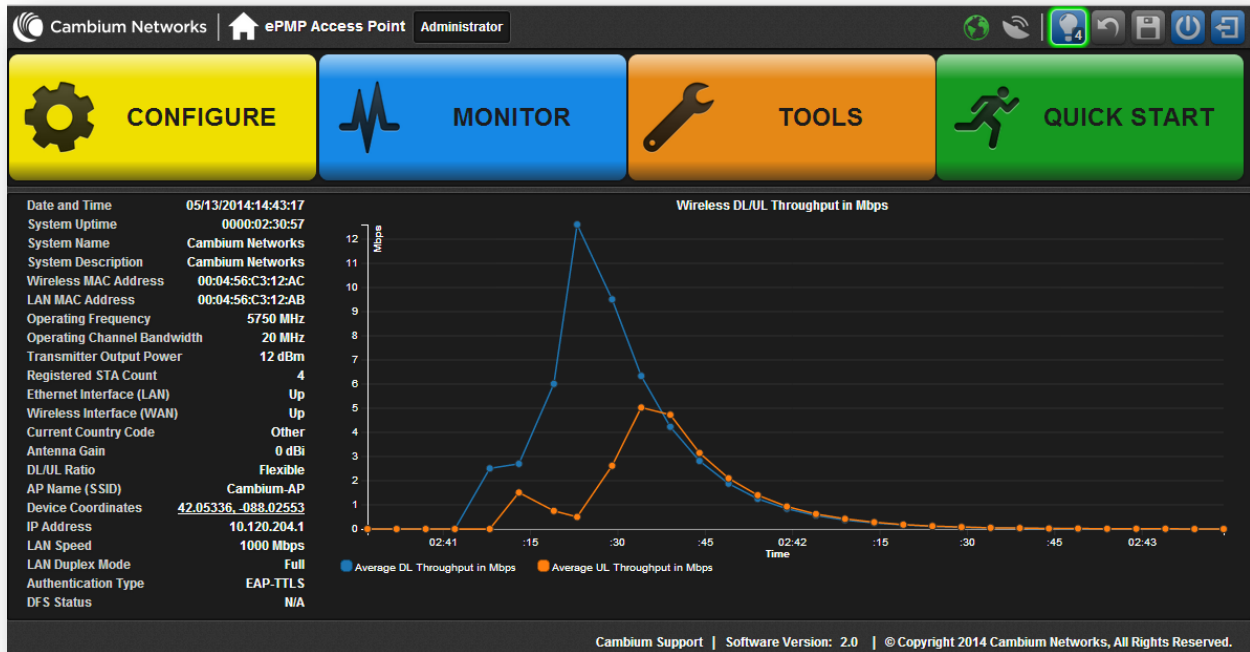 Cambium Networks | ePMP Access Point Administrator
4
CONFIGURE
MONITOR
TOOLS
QUICK START
Date and Time 05/13/2014:14:43:17
System Uptime 0000:02:30:57
System Name Cambium Networks
System Description Cambium Networks
Wireless MAC Address 00:04:56:C3:12:AC
LAN MAC Address 00:04:56:C3:12:AB
Operating Frequency 5750 MHz
Operating Channel Bandwidth 20 MHz
Transmitter Output Power 12 dBm
Registered STA Count 4
Ethernet Interface (LAN) Up
Wireless Interface (WAN) Up
Current Country Code Other
Antenna Gain 0 dBi
DL/UL Ratio Flexible
AP Name (SSID) Cambium-AP
Device Coordinates 42.05336, -088.02553
IP Address 10.120.204.1
LAN Speed 1000 Mbps
LAN Duplex Mode Full
Authentication Type EAP-TTLS
DFS Status N/A
Wireless DL/UL Throughput in Mbps
Mbps
12
11
10
9
8
7
6
5
4
3
2
1
0
02:41 :15 :30 :45 02:42 :15 :30 :45 02:43
Time
Average DL Throughput in Mbps Average UL Throughput in Mbps
Cambium Support | Software Version: 2.0 | © Copyright 2014 Cambium Networks, All Rights Reserved.